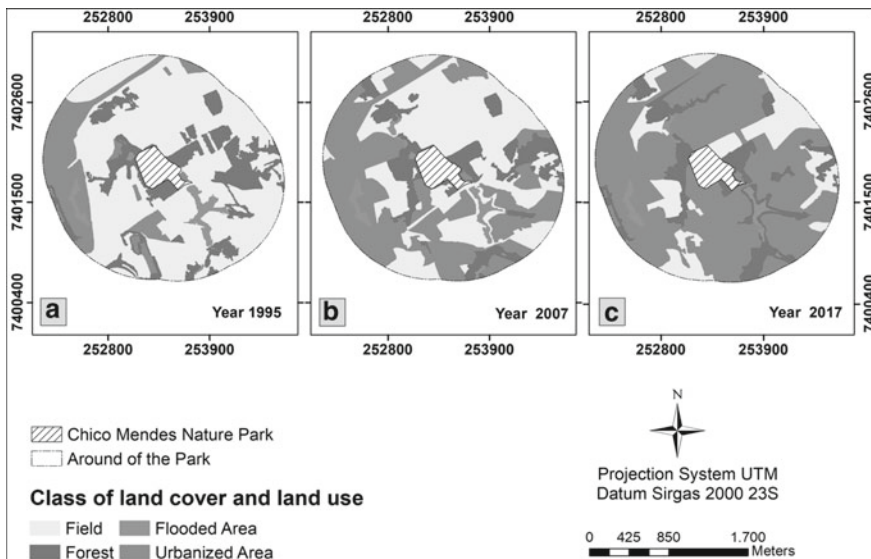 252800 253900 252800 253900 252800 253900
7402600
7401500
7400400
a Year 1995
b Year 2007
c Year 2017
7402600
7401500
7400400
252800 253900 252800 253900 252800 253900
Chico Mendes Nature Park
Around of the Park
Class of land cover and land use
Field Flooded Area
Forest Urbanized Area
N
Projection System UTM
Datum Sirgas 2000 23S
0 425 850 1.700
Meters